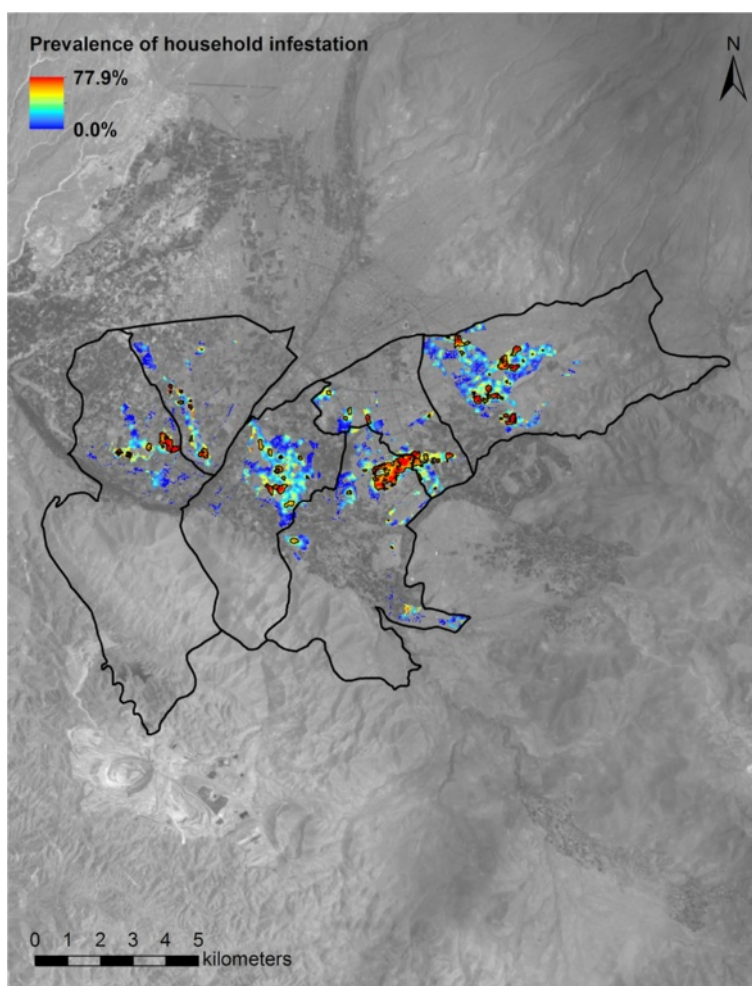 Prevalence of household infestation
77.9%
0.0%
N
0 1 2 3 4 5
kilometers